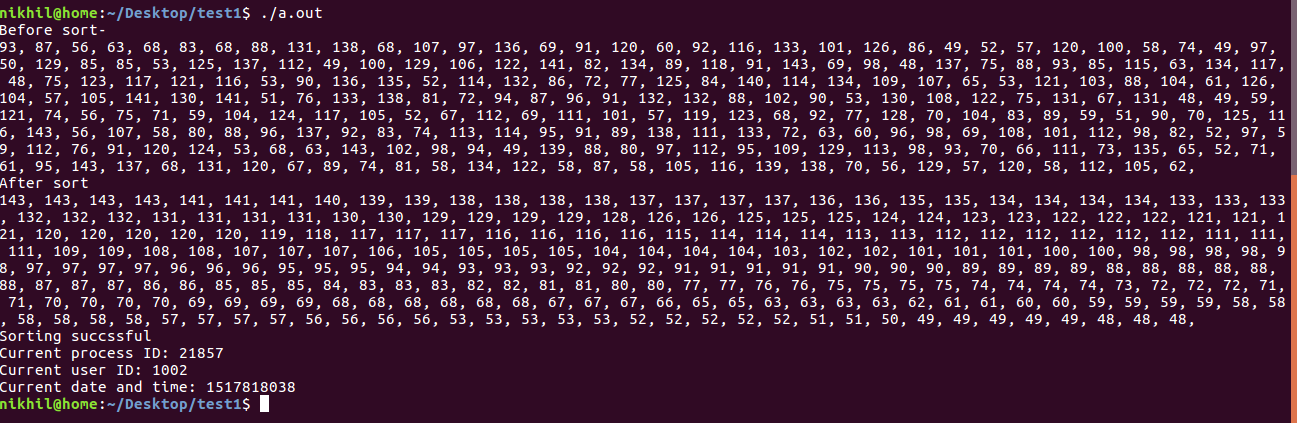 nikhil@home:~/Desktop/test1$ ./a.out
Before sort-
93, 87, 56, 63, 68, 83, 68, 88, 131, 138, 68, 107, 97, 136, 69, 91, 120, 60, 92, 116, 133, 101, 126, 86, 49, 52, 57, 120, 100, 58, 74, 49, 97,
50, 129, 85, 85, 53, 125, 137, 112, 49, 100, 129, 106, 122, 141, 82, 134, 89, 118, 91, 143, 69, 98, 48, 137, 75, 88, 93, 85, 115, 63, 134, 117,
 48, 75, 123, 117, 121, 116, 53, 90, 136, 135, 52, 114, 132, 86, 72, 77, 125, 84, 140, 114, 134, 109, 107, 65, 53, 121, 103, 88, 104, 61, 126,
104, 57, 105, 141, 130, 141, 51, 76, 133, 138, 81, 72, 94, 87, 96, 91, 132, 132, 88, 102, 90, 53, 130, 108, 122, 75, 131, 67, 131, 48, 49, 59,
121, 74, 56, 75, 71, 59, 104, 124, 117, 105, 52, 67, 112, 69, 111, 101, 57, 119, 123, 68, 92, 77, 128, 70, 104, 83, 89, 59, 51, 90, 70, 125, 11
6, 143, 56, 107, 58, 80, 88, 96, 137, 92, 83, 74, 113, 114, 95, 91, 89, 138, 111, 133, 72, 63, 60, 96, 98, 69, 108, 101, 112, 98, 82, 52, 97, 5
9, 112, 76, 91, 120, 124, 53, 68, 63, 143, 102, 98, 94, 49, 139, 88, 80, 97, 112, 95, 109, 129, 113, 98, 93, 70, 66, 111, 73, 135, 65, 52, 71,
61, 95, 143, 137, 68, 131, 120, 67, 89, 74, 81, 58, 134, 122, 58, 87, 58, 105, 116, 139, 138, 70, 56, 129, 57, 120, 58, 112, 105, 62,
After sort
143, 143, 143, 143, 141, 141, 141, 140, 139, 139, 138, 138, 138, 138, 137, 137, 137, 137, 136, 136, 135, 135, 134, 134, 134, 134, 133, 133, 133
, 132, 132, 132, 131, 131, 131, 131, 130, 130, 129, 129, 129, 129, 128, 126, 126, 125, 125, 125, 124, 124, 123, 123, 122, 122, 122, 121, 121, 1
21, 120, 120, 120, 120, 120, 119, 118, 117, 117, 117, 116, 116, 116, 116, 115, 114, 114, 114, 113, 113, 112, 112, 112, 112, 112, 112, 111, 111,
 111, 109, 109, 108, 108, 107, 107, 107, 106, 105, 105, 105, 105, 104, 104, 104, 104, 103, 102, 102, 101, 101, 101, 100, 100, 98, 98, 98, 98, 9
8, 97, 97, 97, 97, 96, 96, 96, 95, 95, 95, 94, 94, 93, 93, 93, 92, 92, 92, 91, 91, 91, 91, 91, 90, 90, 90, 89, 89, 89, 89, 88, 88, 88, 88, 88,
88, 87, 87, 87, 86, 86, 85, 85, 85, 84, 83, 83, 83, 82, 82, 81, 81, 80, 80, 77, 77, 76, 76, 75, 75, 75, 75, 74, 74, 74, 74, 73, 72, 72, 72, 71,
 71, 70, 70, 70, 70, 69, 69, 69, 69, 68, 68, 68, 68, 68, 68, 67, 67, 67, 66, 65, 65, 63, 63, 63, 63, 62, 61, 61, 60, 60, 59, 59, 59, 59, 58, 58
, 58, 58, 58, 58, 57, 57, 57, 57, 56, 56, 56, 56, 53, 53, 53, 53, 53, 52, 52, 52, 52, 52, 51, 51, 50, 49, 49, 49, 49, 49, 48, 48, 48,
Sorting succssful
Current process ID: 21857
Current user ID: 1002
Current date and time: 1517818038
nikhil@home:~/Desktop/test1$